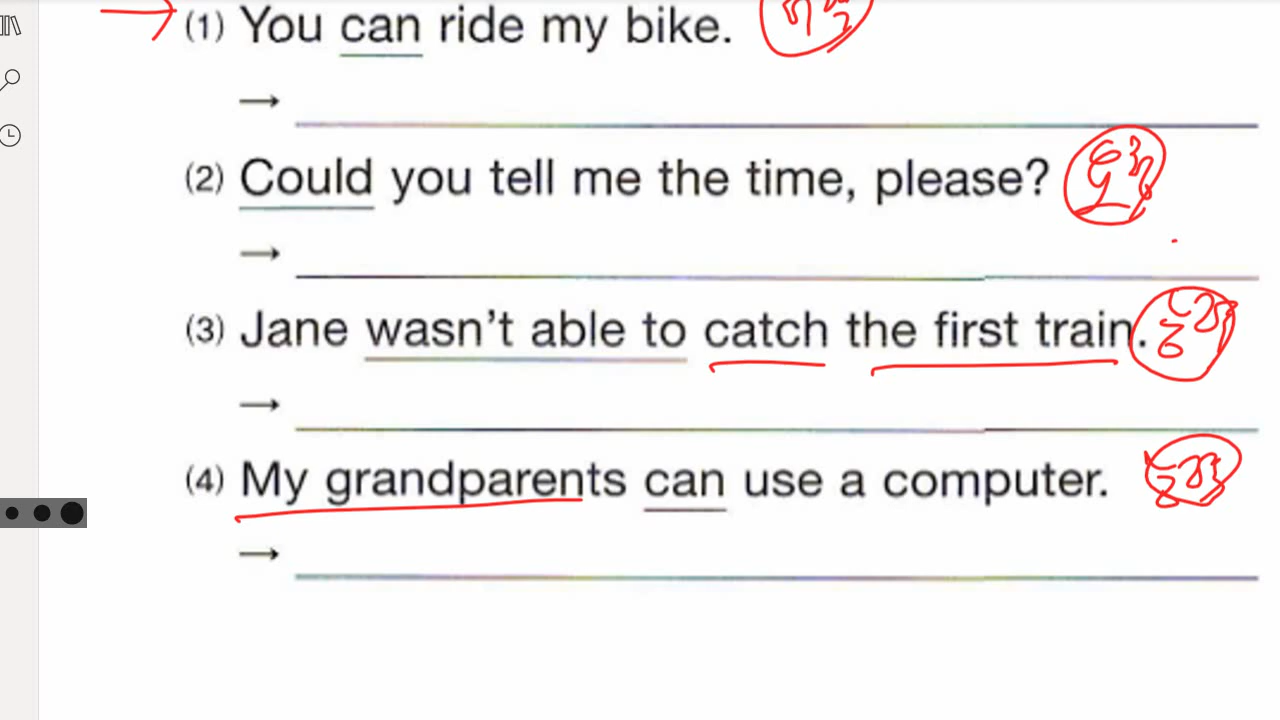 (1) You can ride my bike.
→
(2) Could you tell me the time, please?
→
(3) Jane wasn't able to catch the first train.
→
(4) My grandparents can use a computer.
→